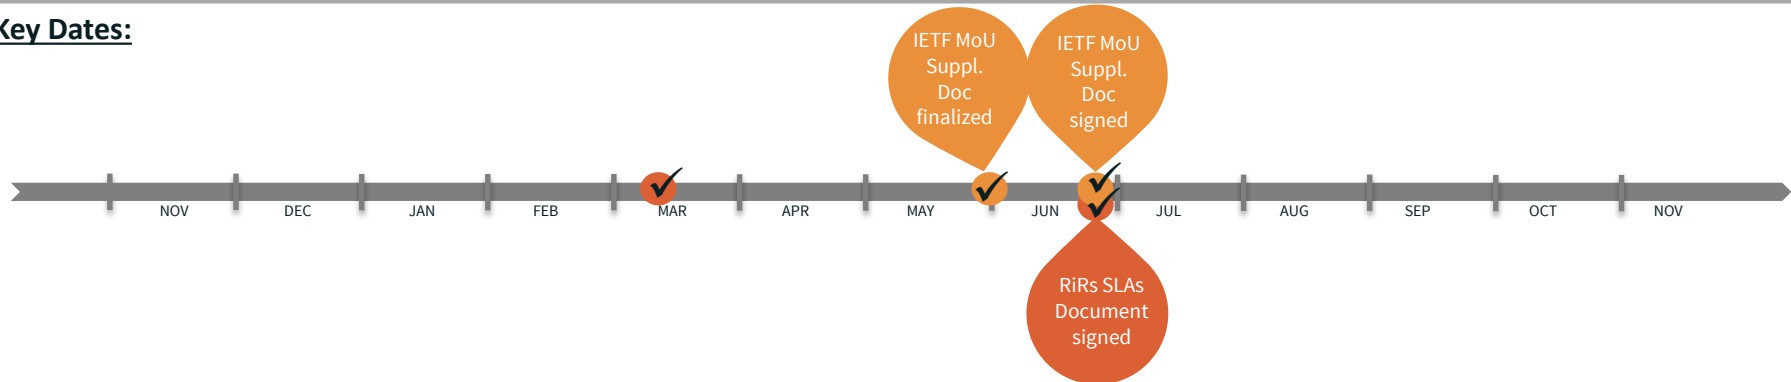 Key Dates:
IETF MoU
Suppl.
Doc
finalized
IETF MoU
Suppl.
Doc
signed
NOV
DEC
JAN
FEB
MAR
APR
MAY
JUN
JUL
AUG
SEP
OCT
NOV
RiRs SLAs
Document
signed